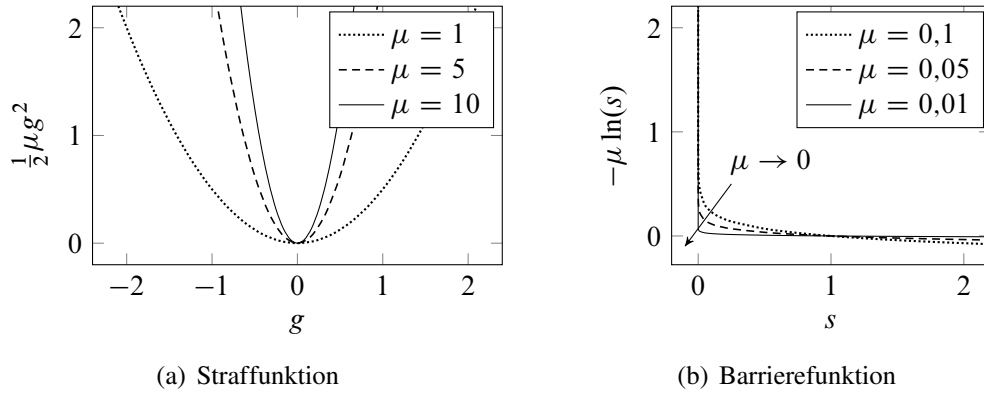 2
1
0
−2
−1
0
1
2
½μg²
g
μ = 1
μ = 5
μ = 10
(a) Straffunktion
2
1
0
0
1
2
−μ ln(s)
s
μ = 0,1
μ = 0,05
μ = 0,01
μ → 0
(b) Barrierefunktion